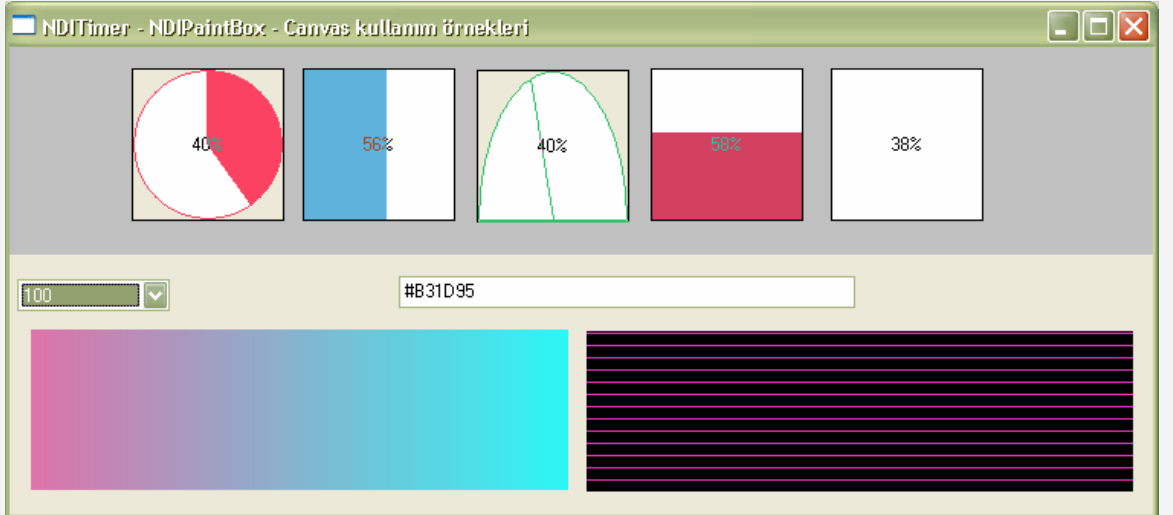 NDITimer - NDIPaintBox - Canvas kullanım örnekleri
40% 56% 40% 58% 38%
100 #B31D95